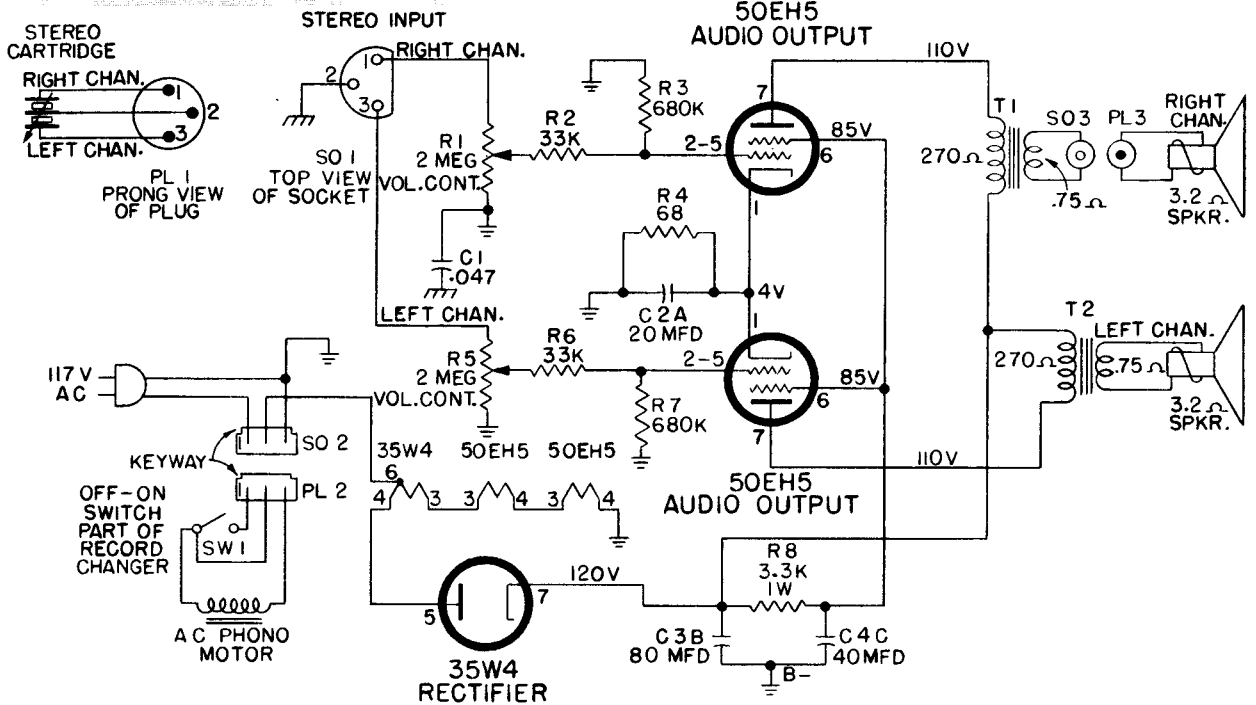 STEREO
CARTRIDGE
RIGHT CHAN.
1
2
3
LEFT CHAN.
PL 1
PRONG VIEW
OF PLUG
STEREO INPUT
RIGHT CHAN.
1
2
3
SO 1
TOP VIEW
OF SOCKET
R1
2 MEG
VOL.CONT.
C1
.047
R2
33K
R3
680K
50EH5
AUDIO OUTPUT
7
2-5
6
1
85V
110V
R4
68
C2A
20 MFD
4V
T1
270Ω
.75Ω
SO3
PL3
RIGHT
CHAN.
3.2Ω
SPKR.
LEFT CHAN.
R5
2 MEG
VOL.CONT.
R6
33K
R7
680K
1
2-5
6
7
85V
110V
50EH5
AUDIO OUTPUT
T2
270Ω
.75Ω
LEFT CHAN.
3.2Ω
SPKR.
117V
AC
SO 2
KEYWAY
PL 2
OFF-ON
SWITCH
PART OF
RECORD
CHANGER
SW1
AC PHONO
MOTOR
35W4 50EH5 50EH5
6
4 3 3 4 3 4
5
7
120V
35W4
RECTIFIER
R8
3.3K
1W
C3B
80 MFD
C4C
40MFD
B-